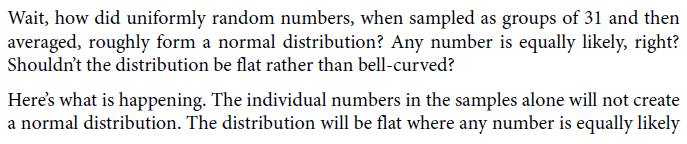 Wait, how did uniformly random numbers, when sampled as groups of 31 and then
averaged, roughly form a normal distribution? Any number is equally likely, right?
Shouldn’t the distribution be flat rather than bell-curved?
Here’s what is happening. The individual numbers in the samples alone will not create
a normal distribution. The distribution will be flat where any number is equally likely